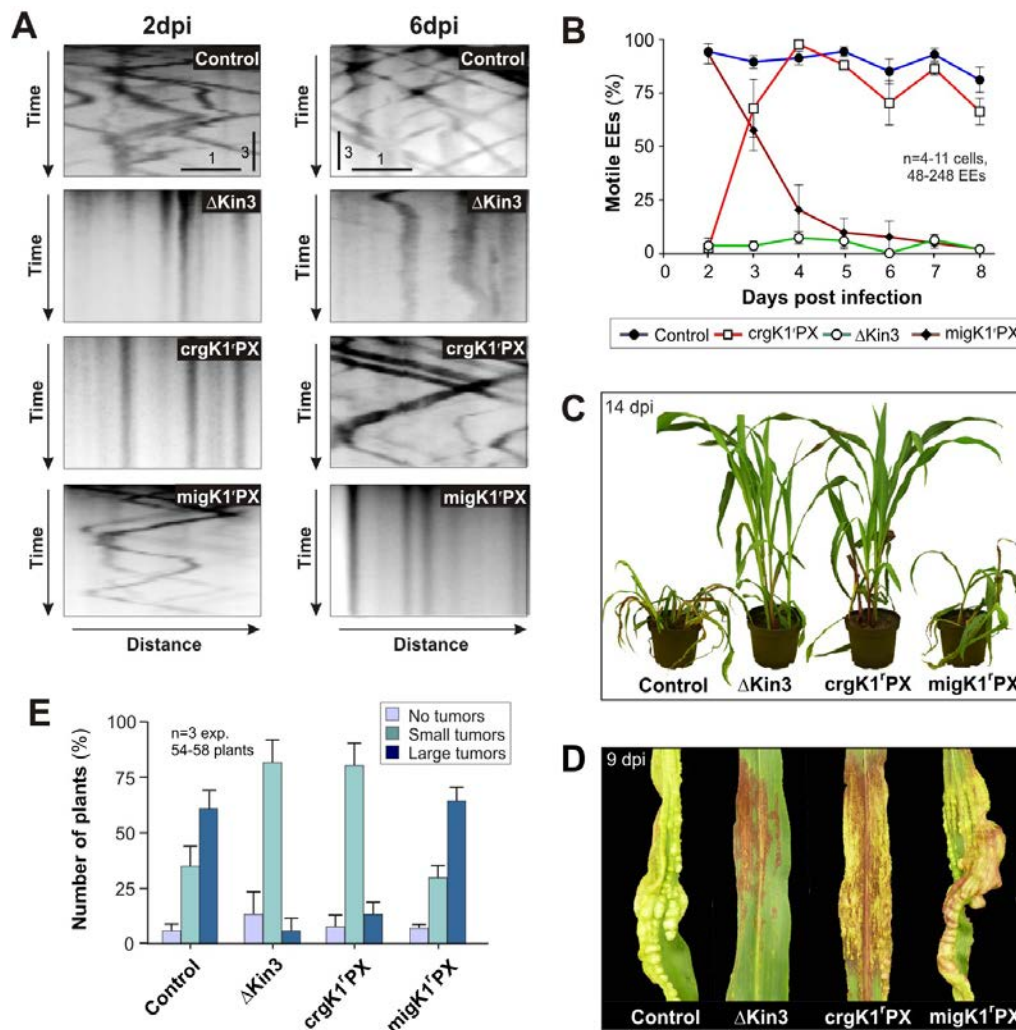 A
2dpi
6dpi
Time
Control
1
3
Time
Control
3
1
Time
ΔKin3
Time
ΔKin3
Time
crgK1ʳPX
Time
crgK1ʳPX
Time
migK1ʳPX
Time
migK1ʳPX
Distance
Distance
B
Motile EEs (%)
100
75
50
25
0
n=4-11 cells,
48-248 EEs
0 2 3 4 5 6 7 8
Days post infection
Control crgK1ʳPX ΔKin3 migK1ʳPX
C
14 dpi
Control ΔKin3 crgK1ʳPX migK1ʳPX
D
9 dpi
Control ΔKin3 crgK1ʳPX migK1ʳPX
E
Number of plants (%)
100
75
50
25
0
n=3 exp.
54-58 plants
No tumors
Small tumors
Large tumors
Control
ΔKin3
crgK1ʳPX
migK1ʳPX